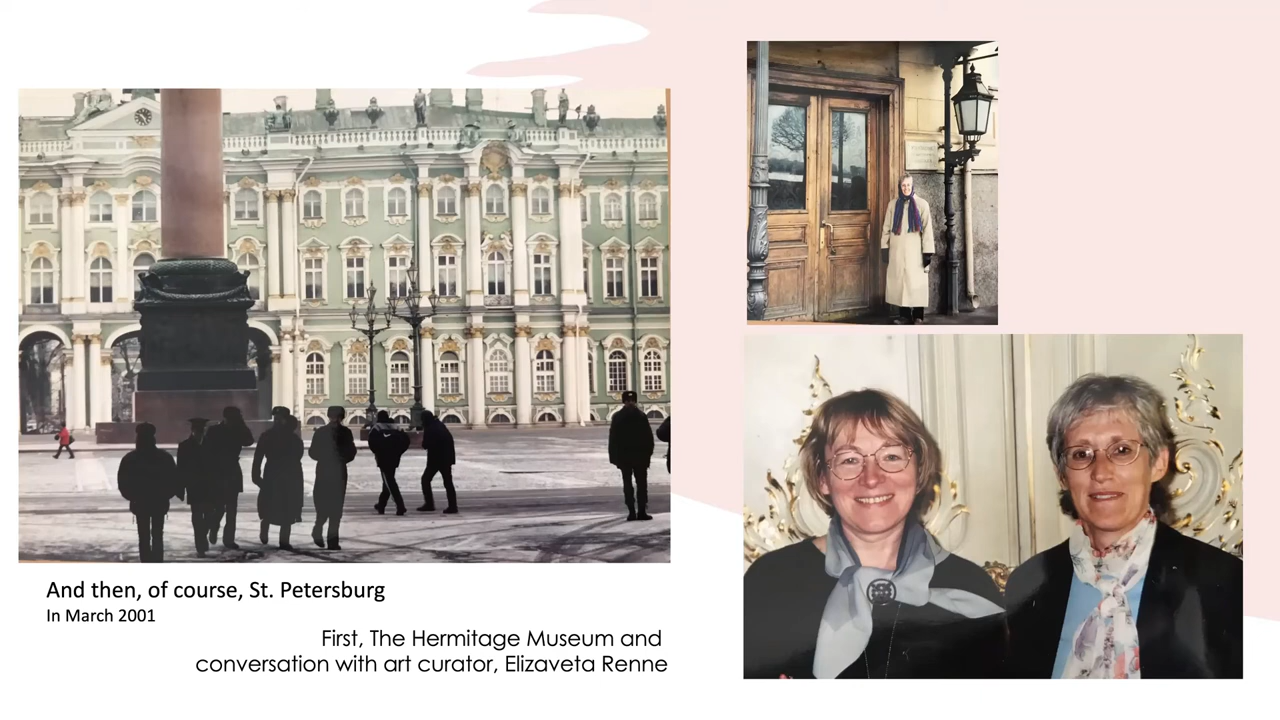 And then, of course, St. Petersburg
In March 2001
First, The Hermitage Museum and
conversation with art curator, Elizaveta Renne